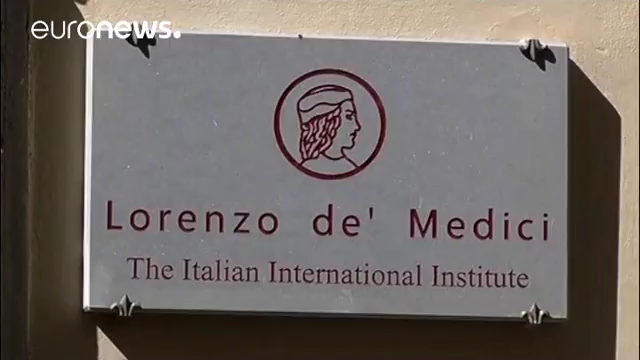 euronews.
Lorenzo de' Medici
The Italian International Institute